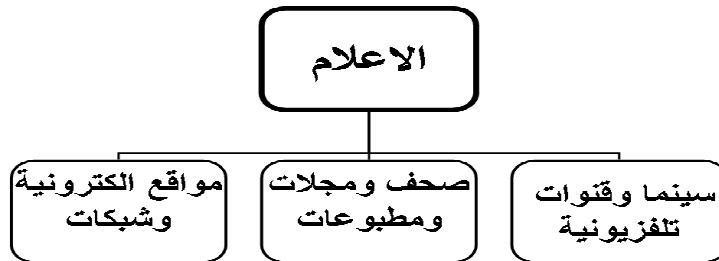 الاعلام
سينما وقنوات
تلفزيونية
صحف ومجلات
ومطبوعات
مواقع الكترونية
وشبكات